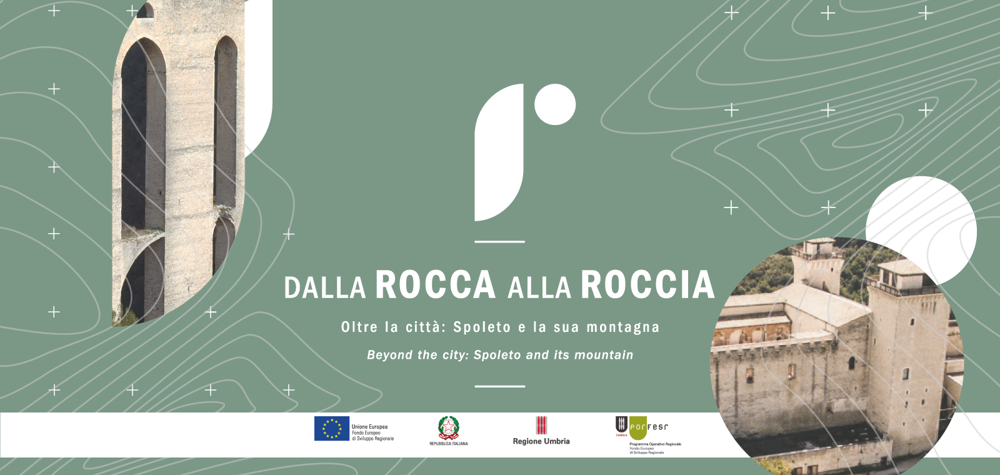 DALLA ROCCA ALLA ROCCIA
Oltre la città: Spoleto e la sua montagna
Beyond the city: Spoleto and its mountain
Unione Europea
Fondo Europeo
di Sviluppo Regionale
REPUBBLICA ITALIANA
Regione Umbria
UMBRIA
porfesr
Programma Operativo Regionale
Fondo Europeo
di Sviluppo Regionale